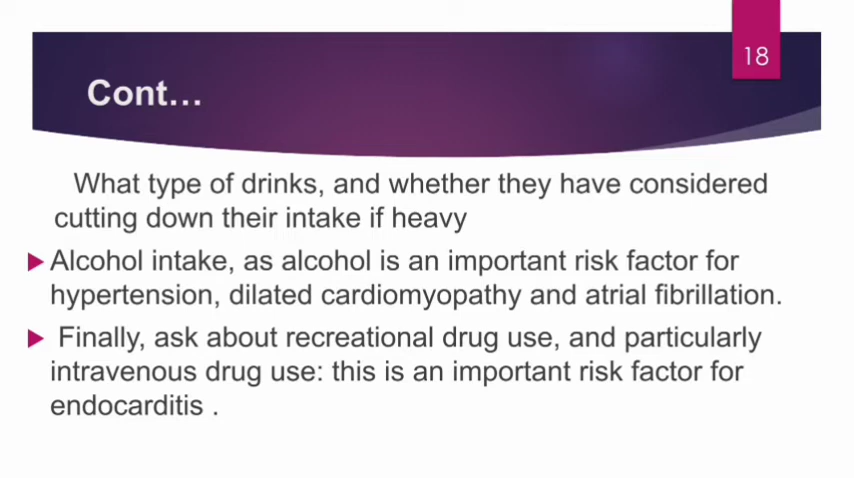 18
Cont…
What type of drinks, and whether they have considered
cutting down their intake if heavy
Alcohol intake, as alcohol is an important risk factor for
hypertension, dilated cardiomyopathy and atrial fibrillation.
Finally, ask about recreational drug use, and particularly
intravenous drug use: this is an important risk factor for
endocarditis .